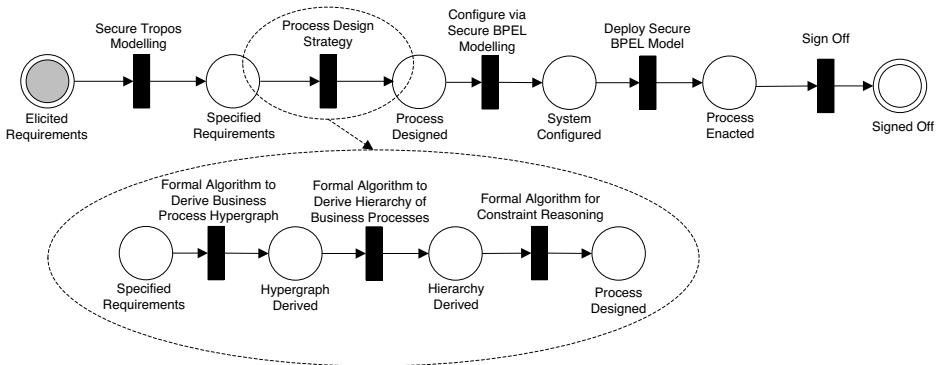 Secure Tropos
Modelling
Process Design
Strategy
Configure via
Secure BPEL
Modelling
Deploy Secure
BPEL Model
Sign Off
Elicited
Requirements
Specified
Requirements
Process
Designed
System
Configured
Process
Enacted
Signed Off
Formal Algorithm to
Derive Business
Process Hypergraph
Formal Algorithm to
Derive Hierarchy of
Business Processes
Formal Algorithm for
Constraint Reasoning
Specified
Requirements
Hypergraph
Derived
Hierarchy
Derived
Process
Designed